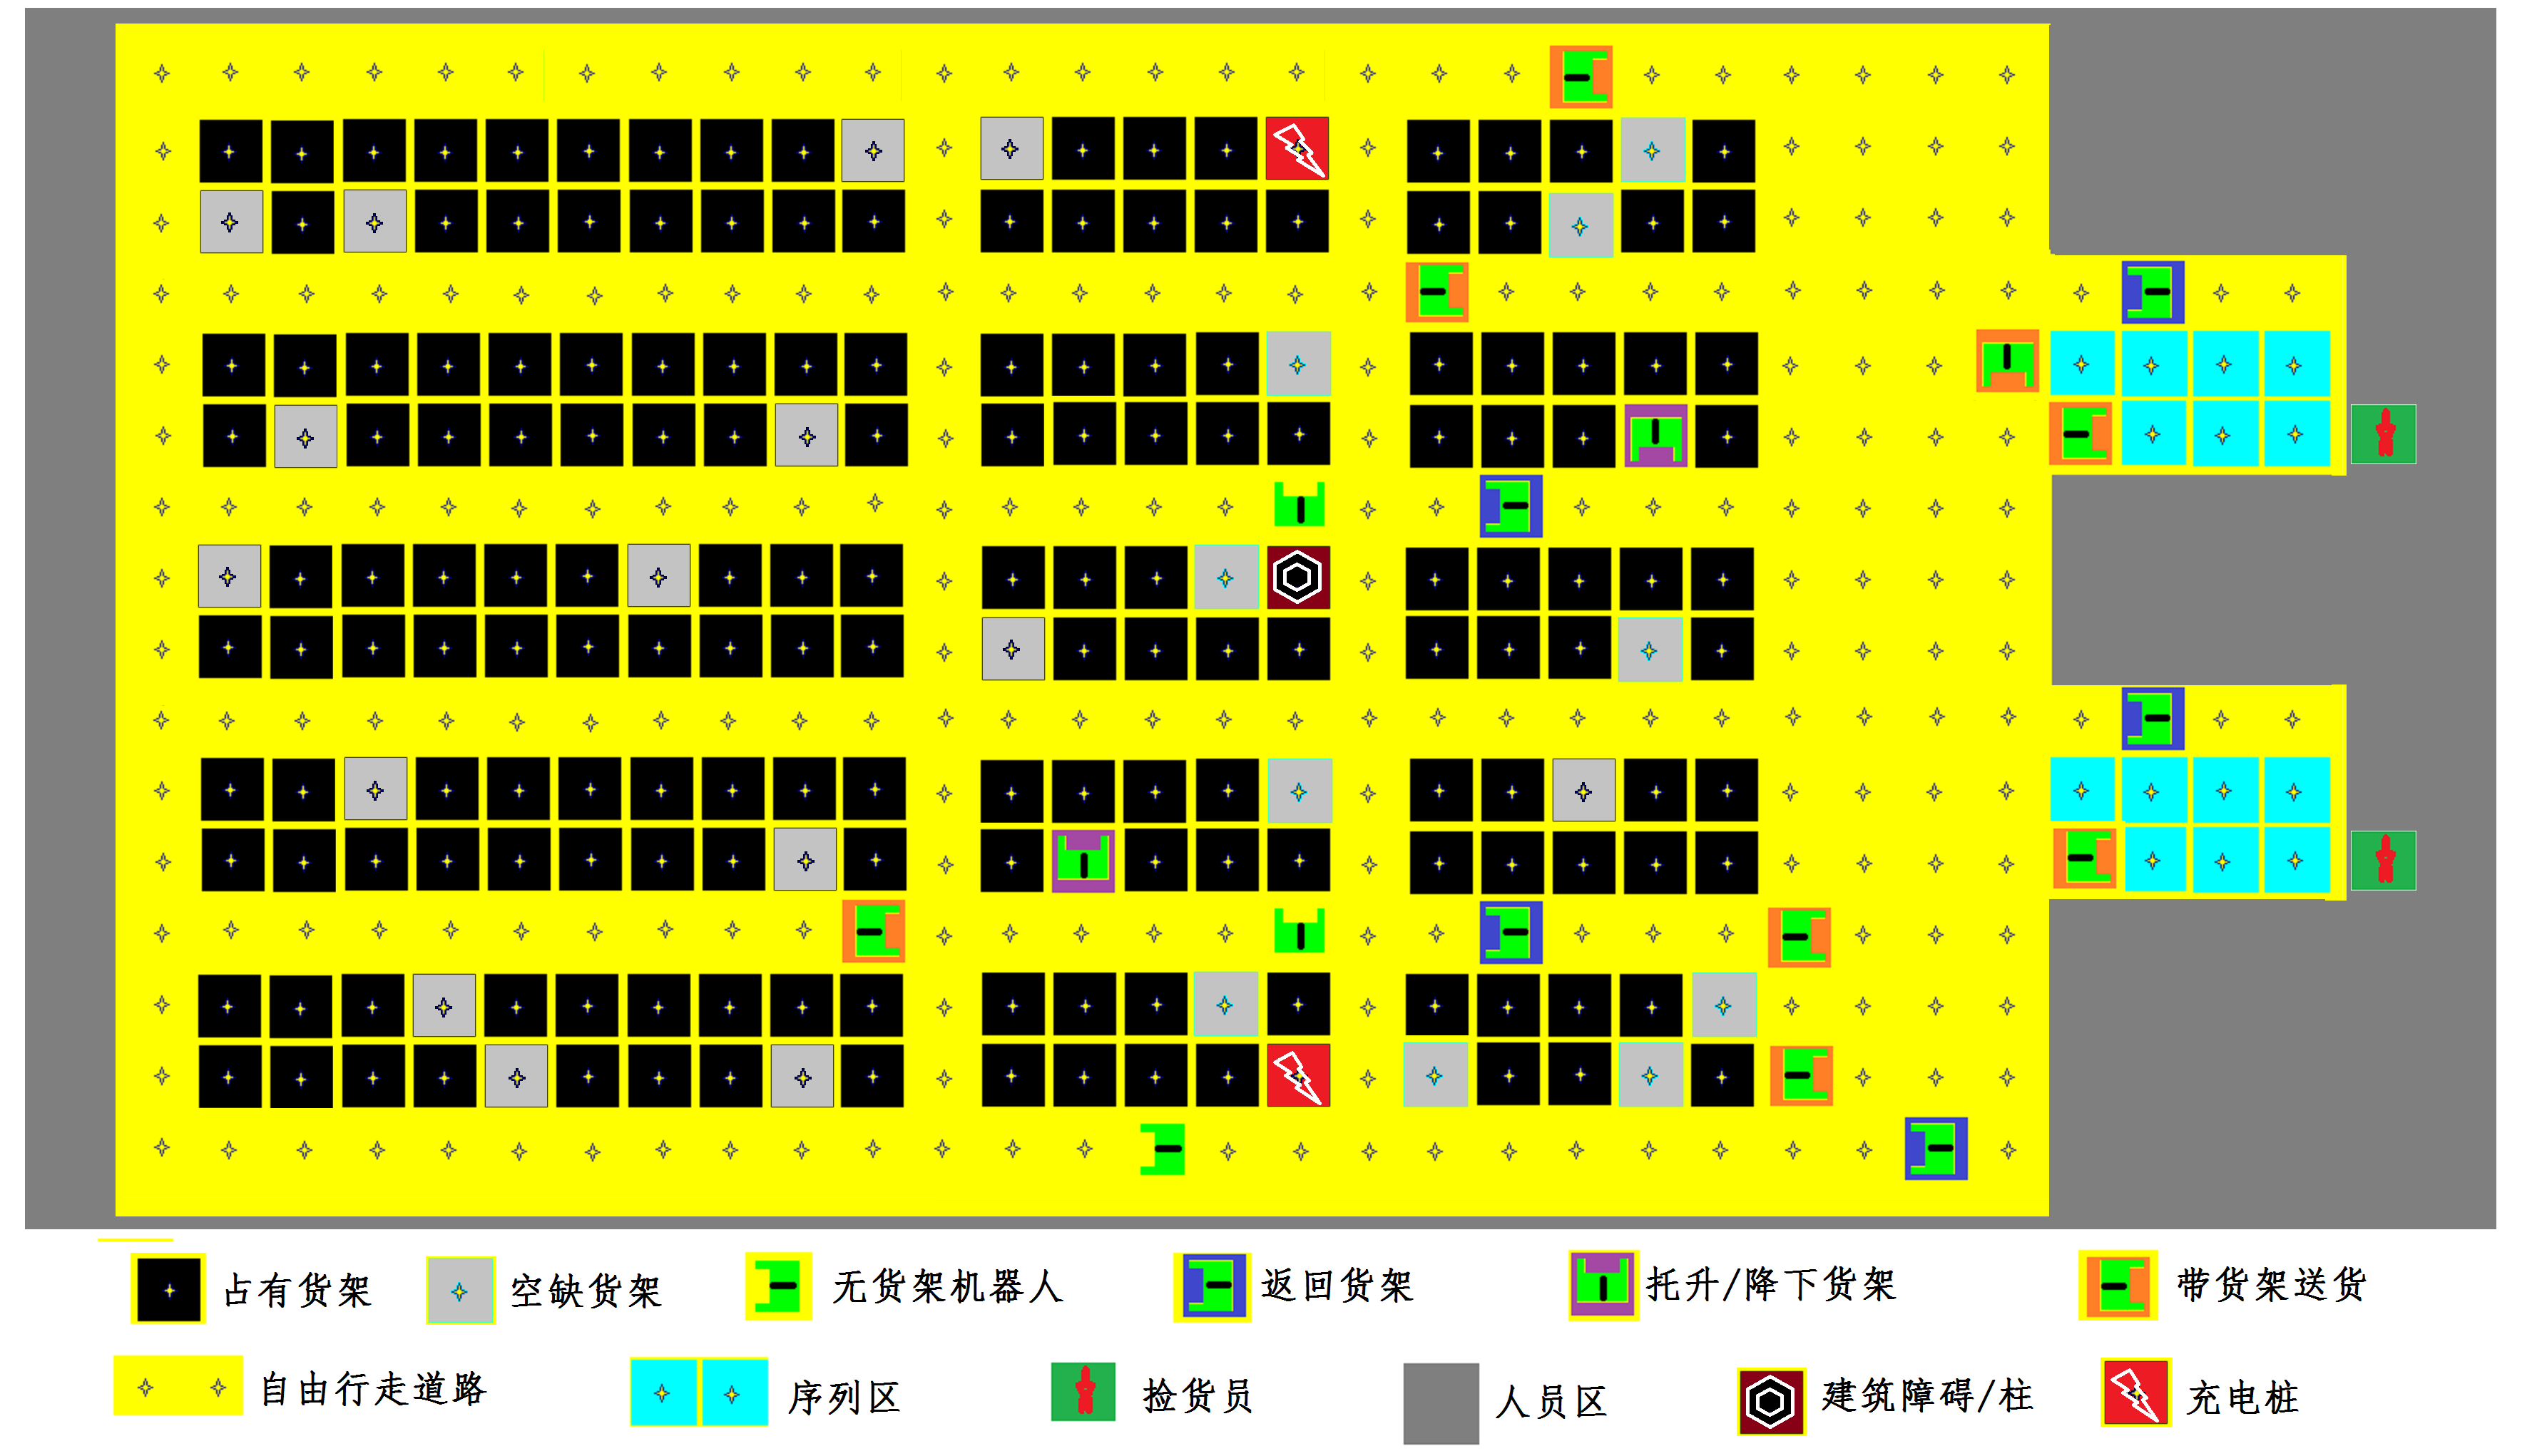 占有货架 空缺货架 无货架机器人 返回货架 托升/降下货架 带货架送货
自由行走道路 序列区 捡货员 人员区 建筑障碍/柱 充电桩